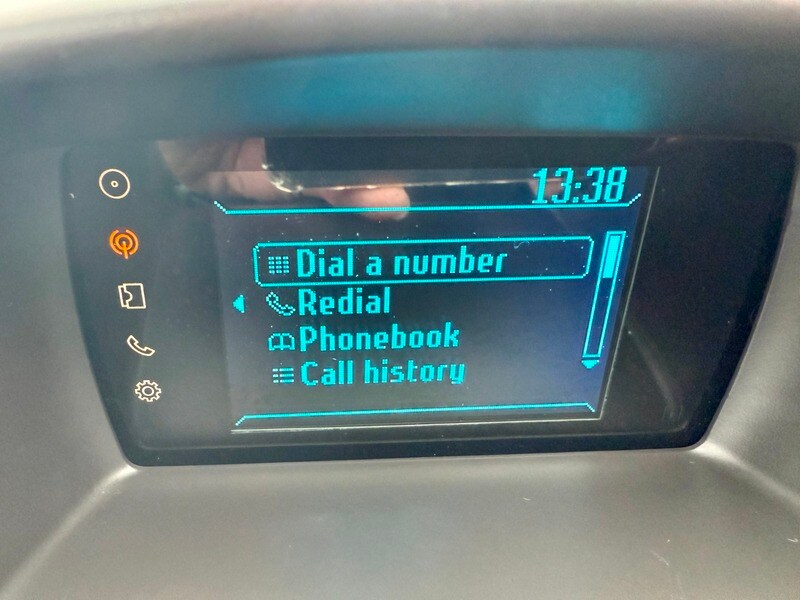 13:38
Dial a number
Redial
Phonebook
Call history